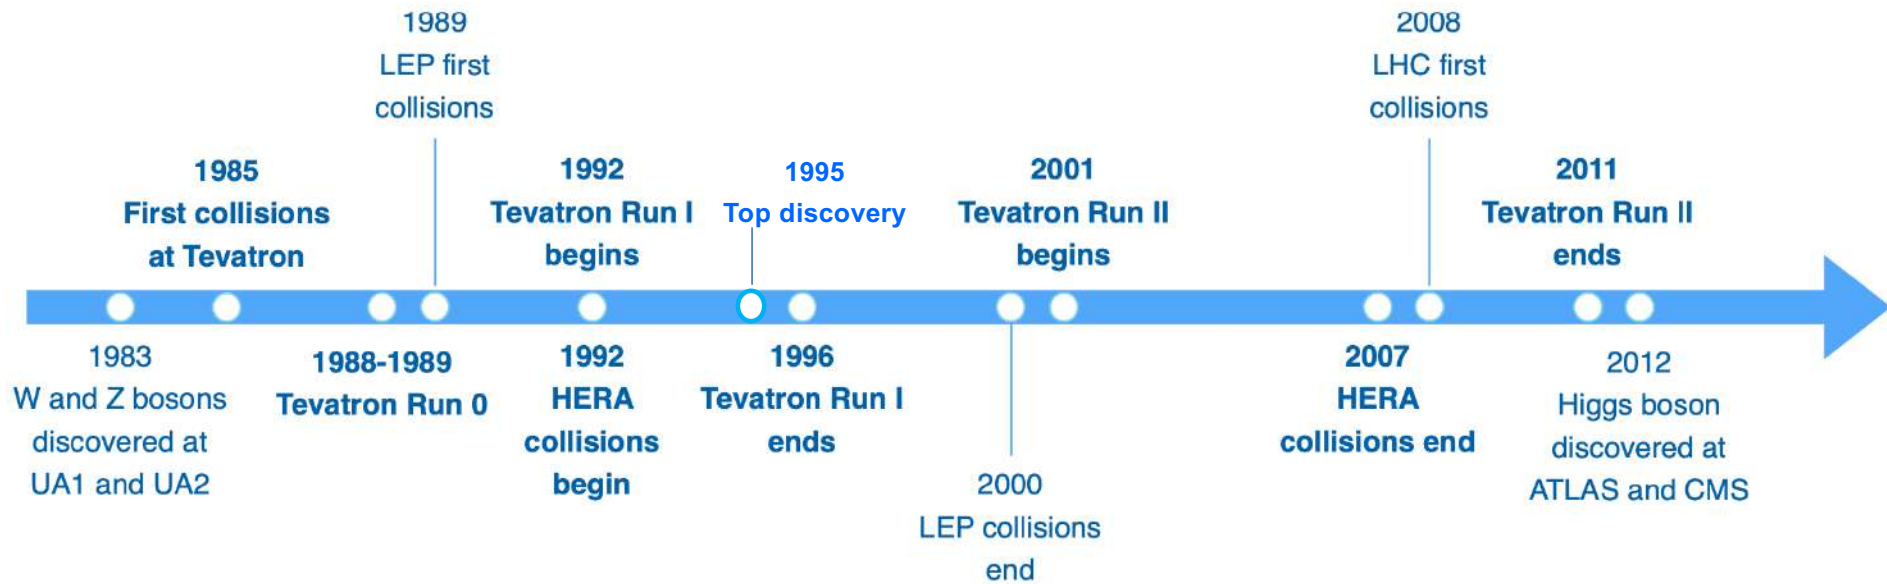 1989
LEP first
collisions
2008
LHC first
collisions
1985
First collisions
at Tevatron
1992
Tevatron Run I
begins
1995
Top discovery
2001
Tevatron Run II
begins
2011
Tevatron Run II
ends
1983
W and Z bosons
discovered at
UA1 and UA2
1988-1989
Tevatron Run 0
1992
HERA
collisions
begin
1996
Tevatron Run I
ends
2000
LEP collisions
end
2007
HERA
collisions end
2012
Higgs boson
discovered at
ATLAS and CMS